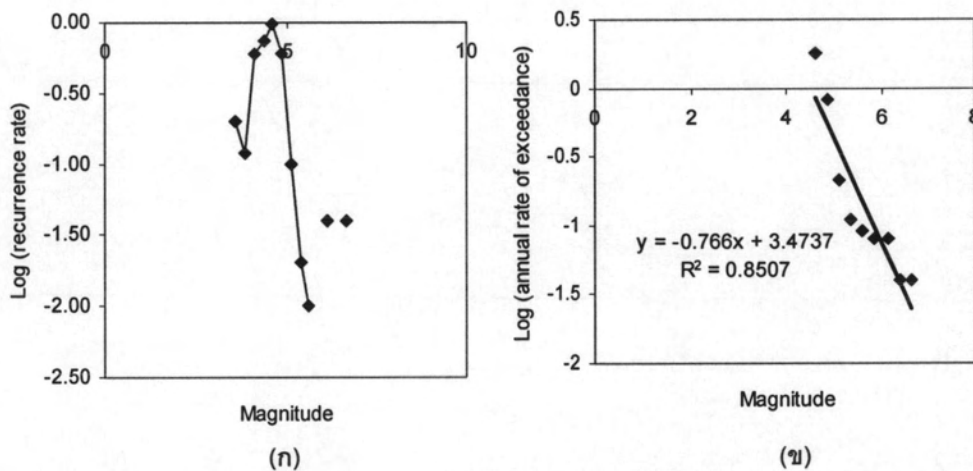 0.00
0
5
10
-0.50
-1.00
-1.50
-2.00
-2.50
Log (recurrence rate)
Magnitude
(ก)
0.5
0
0
2
4
6
8
-0.5
-1
-1.5
-2
Log (annual rate of exceedance)
y = -0.766x + 3.4737
R² = 0.8507
Magnitude
(ข)